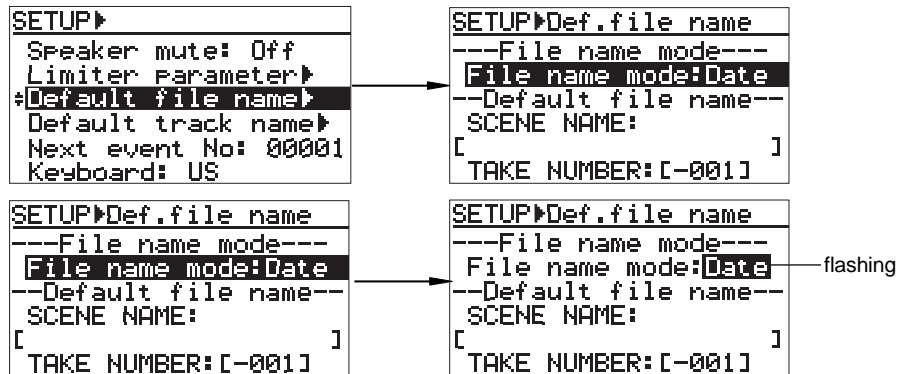 SETUP▶
Speaker mute: Off
Limiter parameter▶
Default file name▶
Default track name▶
Next event No: 00001
Keyboard: US
SETUP▶Def.file name
---File name mode---
File name mode:Date
--Default file name--
SCENE NAME:
[ ]
TAKE NUMBER:[-001]
SETUP▶Def.file name
---File name mode---
File name mode:Date
--Default file name--
SCENE NAME:
[ ]
TAKE NUMBER:[-001]
SETUP▶Def.file name
---File name mode---
File name mode:Date
--Default file name--
SCENE NAME:
[ ]
TAKE NUMBER:[-001]
flashing